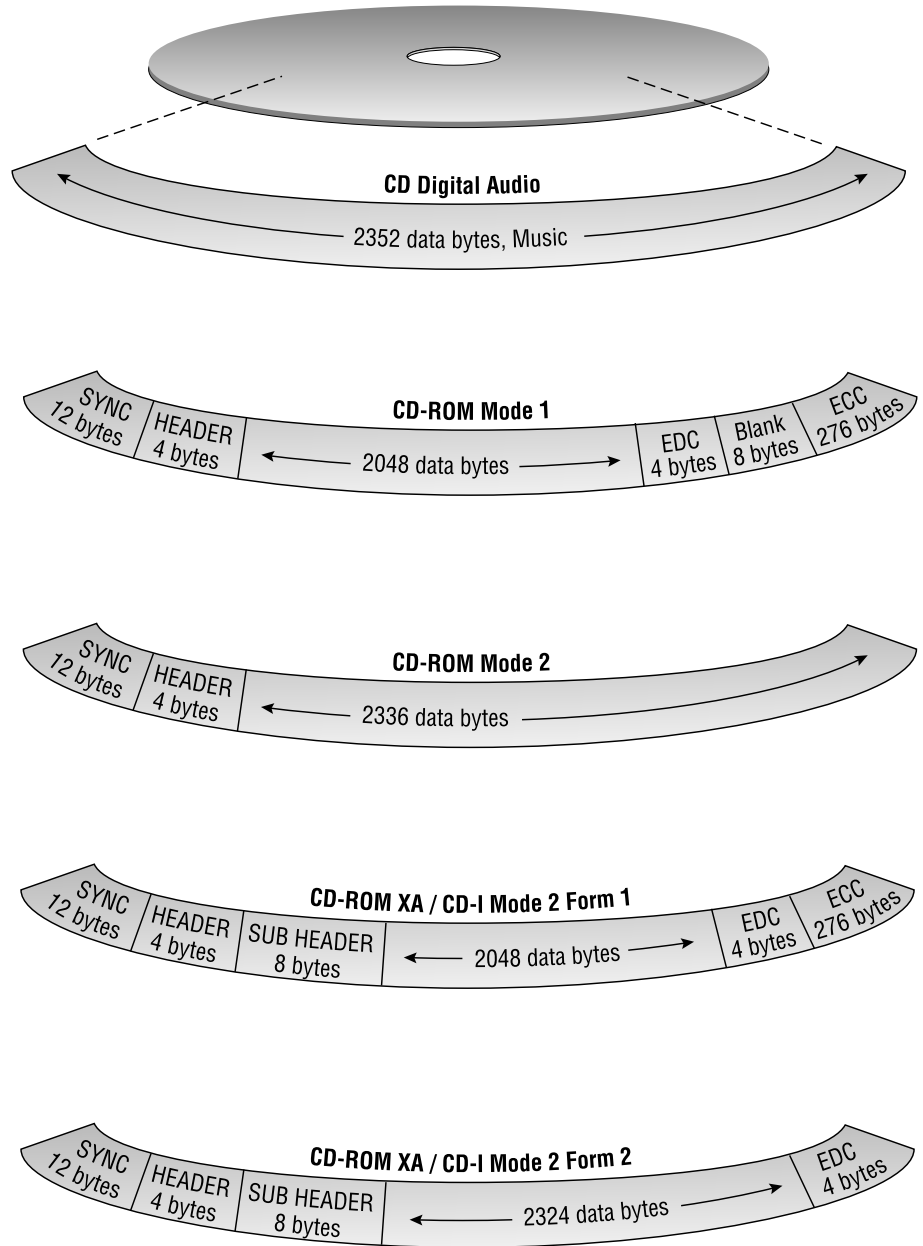 CD Digital Audio
2352 data bytes, Music
CD-ROM Mode 1
SYNC
12 bytes
HEADER
4 bytes
2048 data bytes
EDC
4 bytes
Blank
8 bytes
ECC
276 bytes
CD-ROM Mode 2
SYNC
12 bytes
HEADER
4 bytes
2336 data bytes
CD-ROM XA / CD-I Mode 2 Form 1
SYNC
12 bytes
HEADER
4 bytes
SUB HEADER
8 bytes
2048 data bytes
EDC
4 bytes
ECC
276 bytes
CD-ROM XA / CD-I Mode 2 Form 2
SYNC
12 bytes
HEADER
4 bytes
SUB HEADER
8 bytes
2324 data bytes
EDC
4 bytes